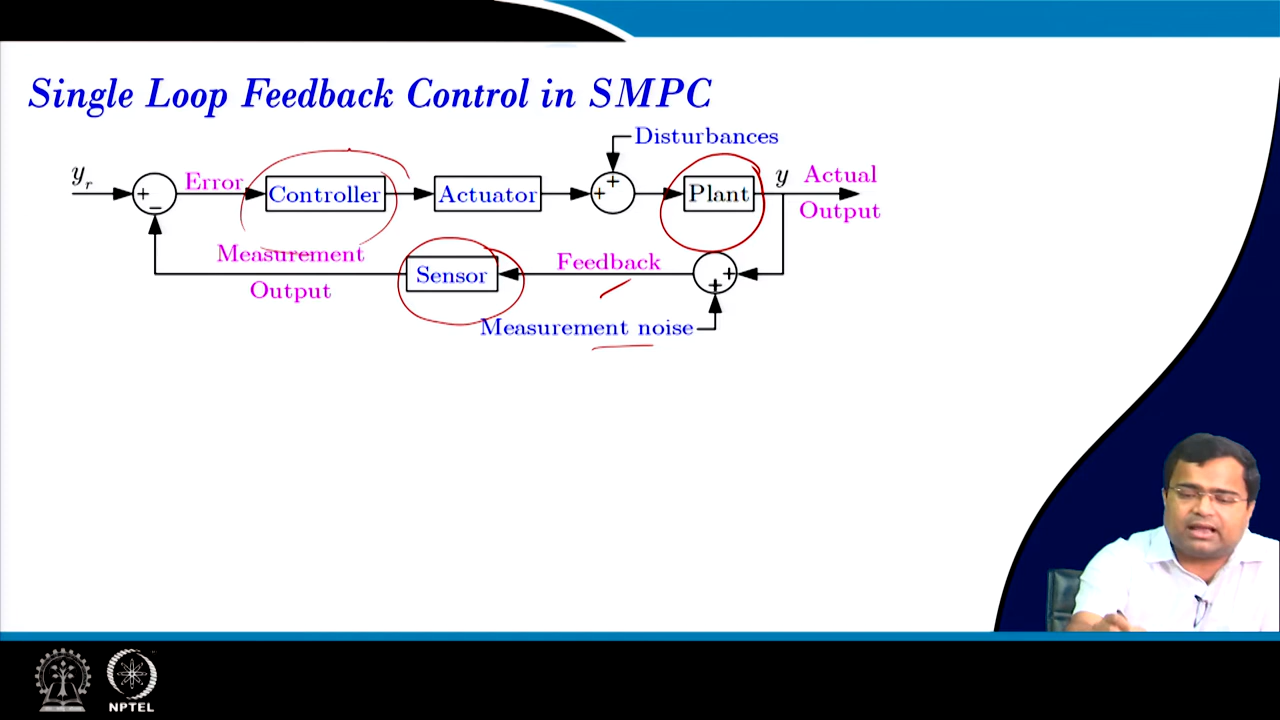 Single Loop Feedback Control in SMPC
Disturbances
y_r
+
−
Error
Controller
Actuator
+
+
Plant
y
Actual
Output
Measurement
Output
Sensor
Feedback
+
+
Measurement noise
NPTEL